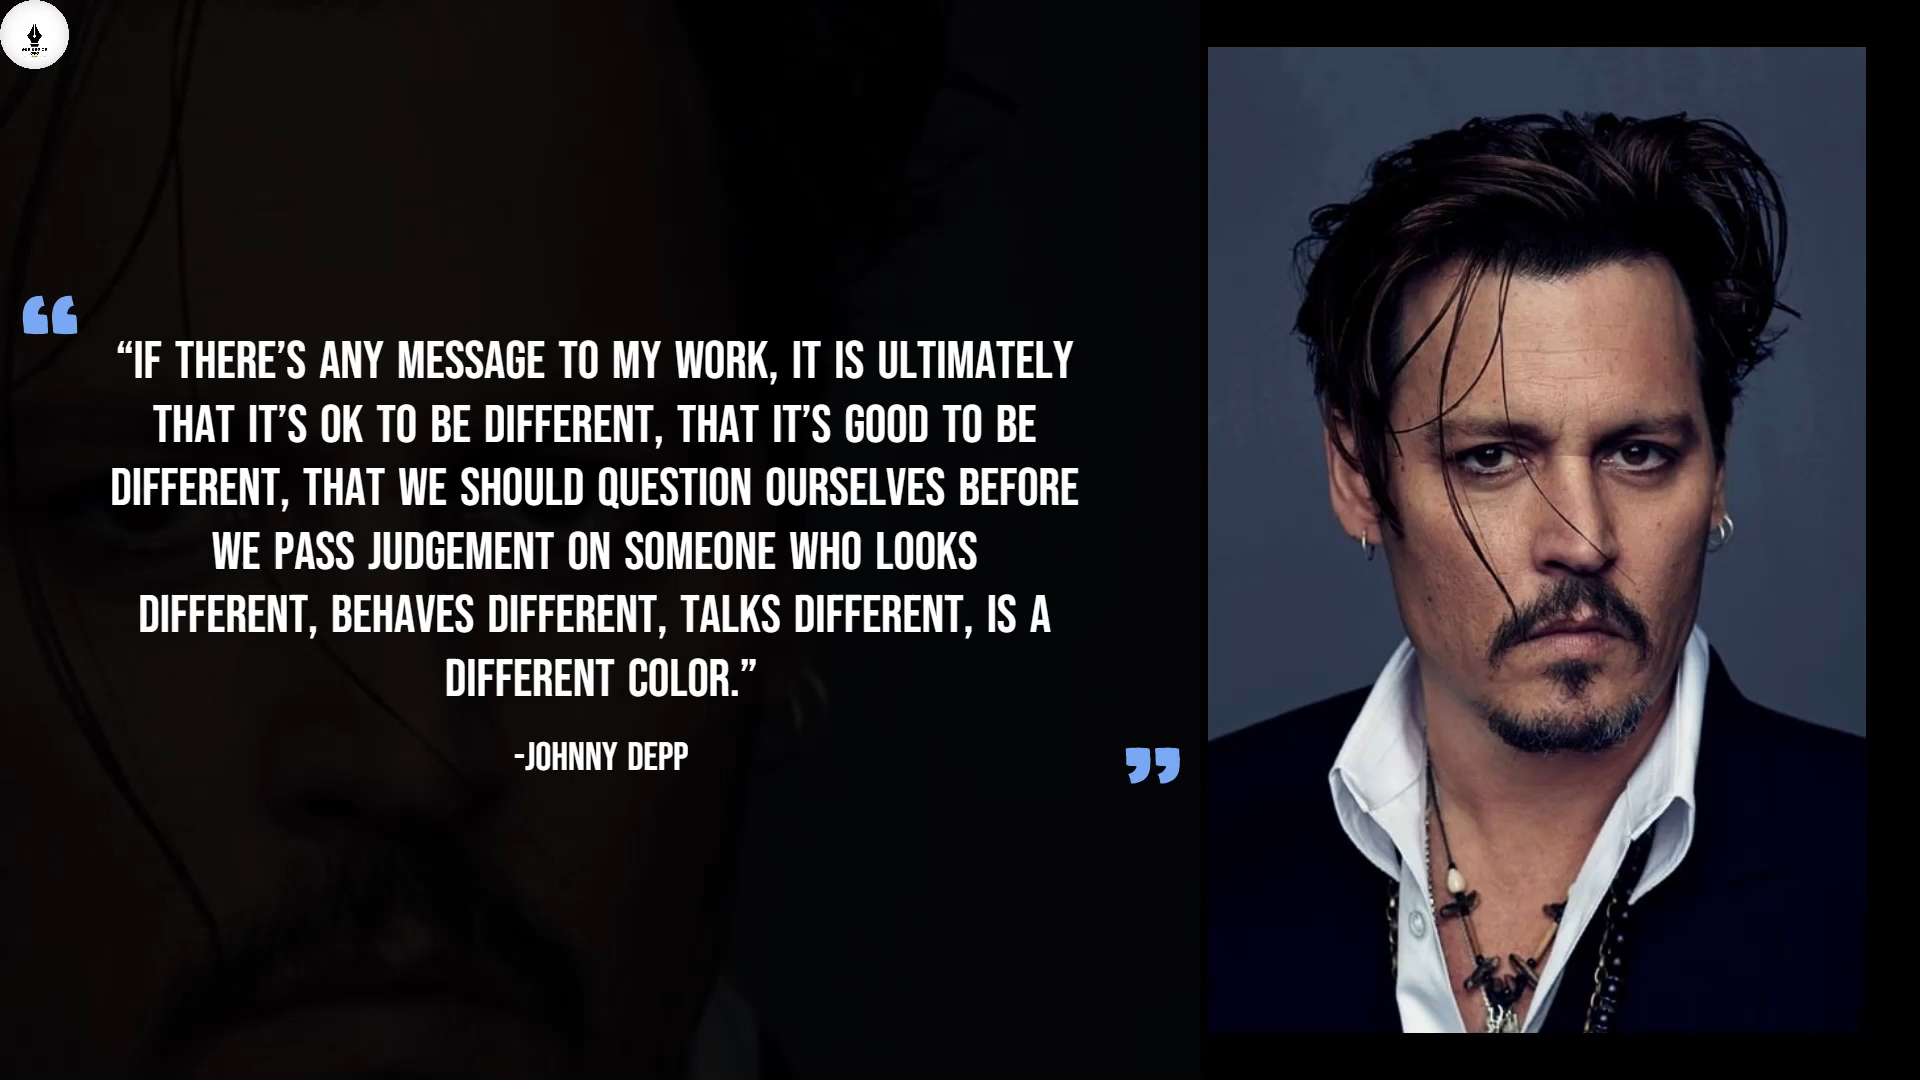 “IF THERE’S ANY MESSAGE TO MY WORK, IT IS ULTIMATELY
THAT IT’S OK TO BE DIFFERENT, THAT IT’S GOOD TO BE
DIFFERENT, THAT WE SHOULD QUESTION OURSELVES BEFORE
WE PASS JUDGEMENT ON SOMEONE WHO LOOKS
DIFFERENT, BEHAVES DIFFERENT, TALKS DIFFERENT, IS A
DIFFERENT COLOR.”
-JOHNNY DEPP